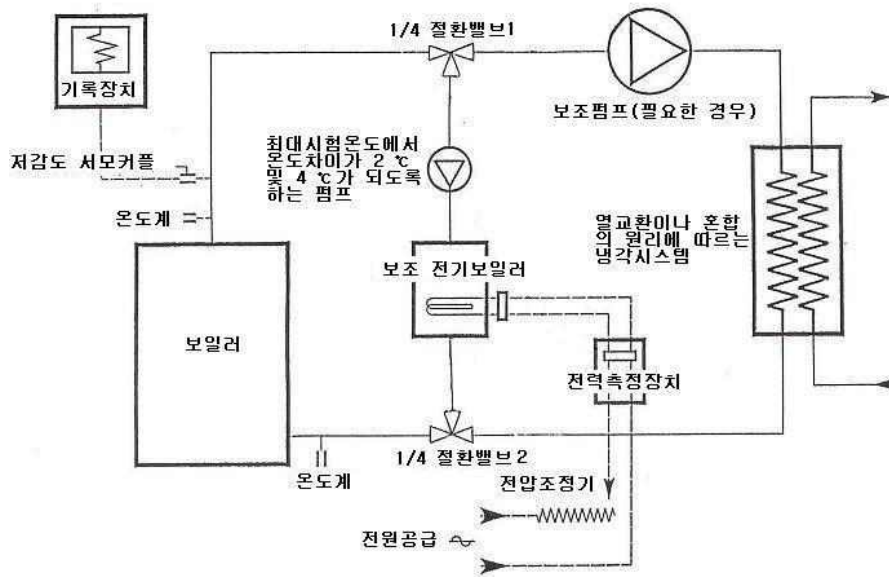 1/4 절환밸브1
기록장치
보조펌프(필요한 경우)
최대시험온도에서
온도차이가 2 ℃
및 4 ℃가 되도록
하는 펌프
저감도 서모커플
온도계
열교환이나 혼합
의 원리에 따르는
냉각시스템
보조 전기보일러
보일러
전력측정장치
1/4 절환밸브2
온도계
전압조정기
전원공급